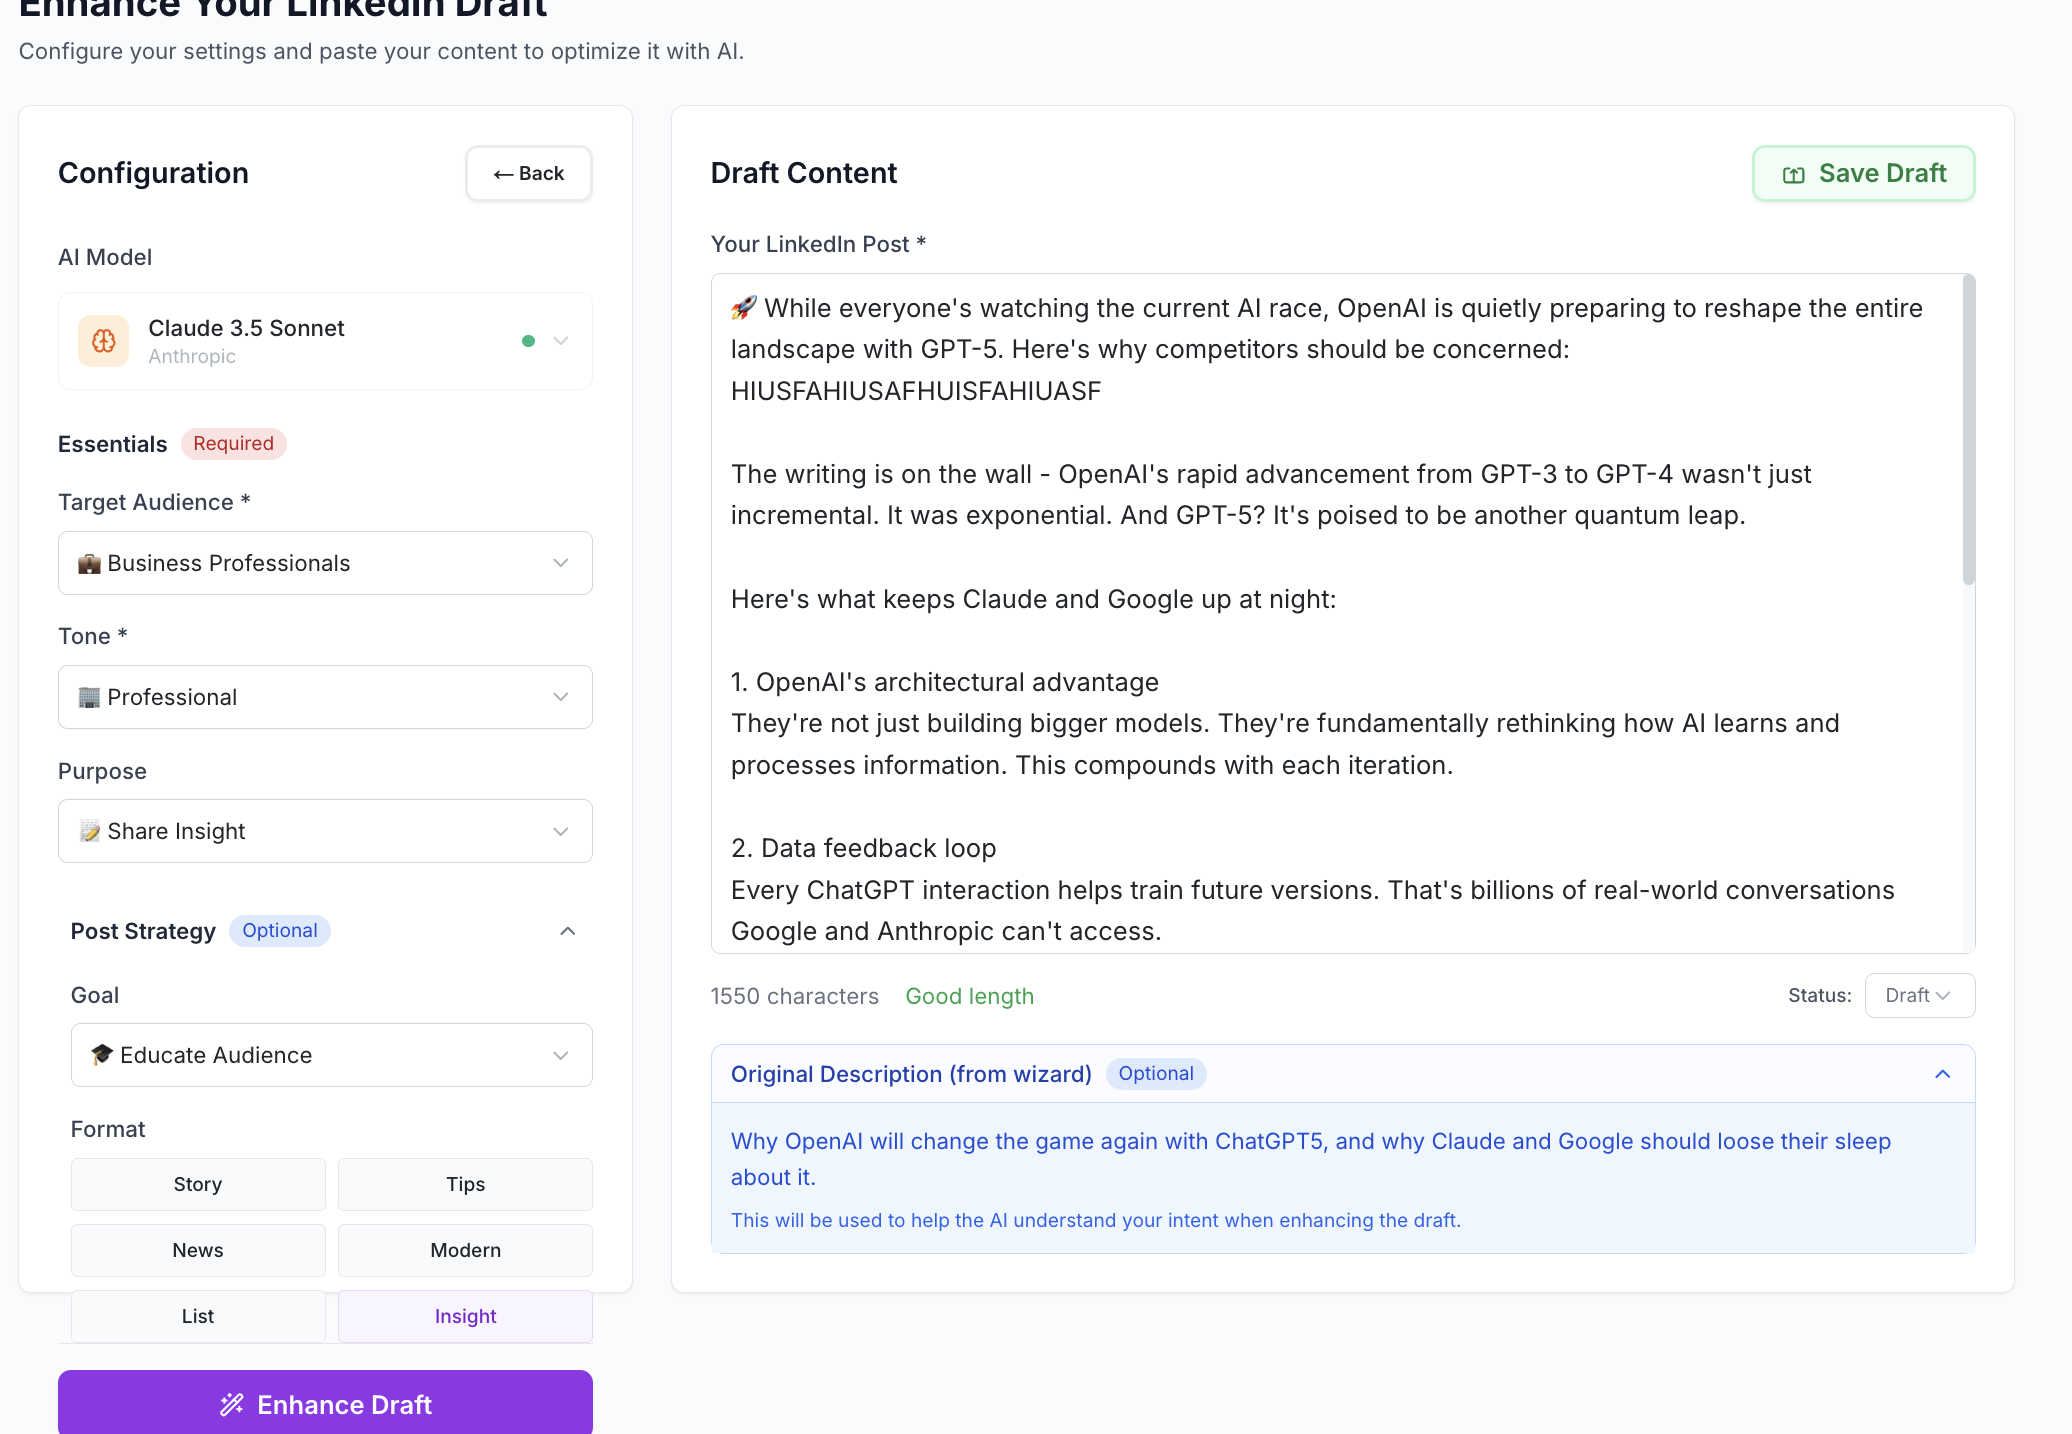 Enhance Your LinkedIn Draft
Configure your settings and paste your content to optimize it with AI.
Configuration
← Back
AI Model
Claude 3.5 Sonnet
Anthropic
Essentials Required
Target Audience *
💼 Business Professionals
Tone *
🏢 Professional
Purpose
📝 Share Insight
Post Strategy Optional
Goal
🎓 Educate Audience
Format
Story Tips
News Modern
List Insight
Enhance Draft
Draft Content
Save Draft
Your LinkedIn Post *
🚀 While everyone's watching the current AI race, OpenAI is quietly preparing to reshape the entire
landscape with GPT-5. Here's why competitors should be concerned:
HIUSFAHIUSAFHUISFAHIUASF
The writing is on the wall - OpenAI's rapid advancement from GPT-3 to GPT-4 wasn't just
incremental. It was exponential. And GPT-5? It's poised to be another quantum leap.
Here's what keeps Claude and Google up at night:
1. OpenAI's architectural advantage
They're not just building bigger models. They're fundamentally rethinking how AI learns and
processes information. This compounds with each iteration.
2. Data feedback loop
Every ChatGPT interaction helps train future versions. That's billions of real-world conversations
Google and Anthropic can't access.
1550 characters Good length
Status: Draft
Original Description (from wizard) Optional
Why OpenAI will change the game again with ChatGPT5, and why Claude and Google should loose their sleep
about it.
This will be used to help the AI understand your intent when enhancing the draft.